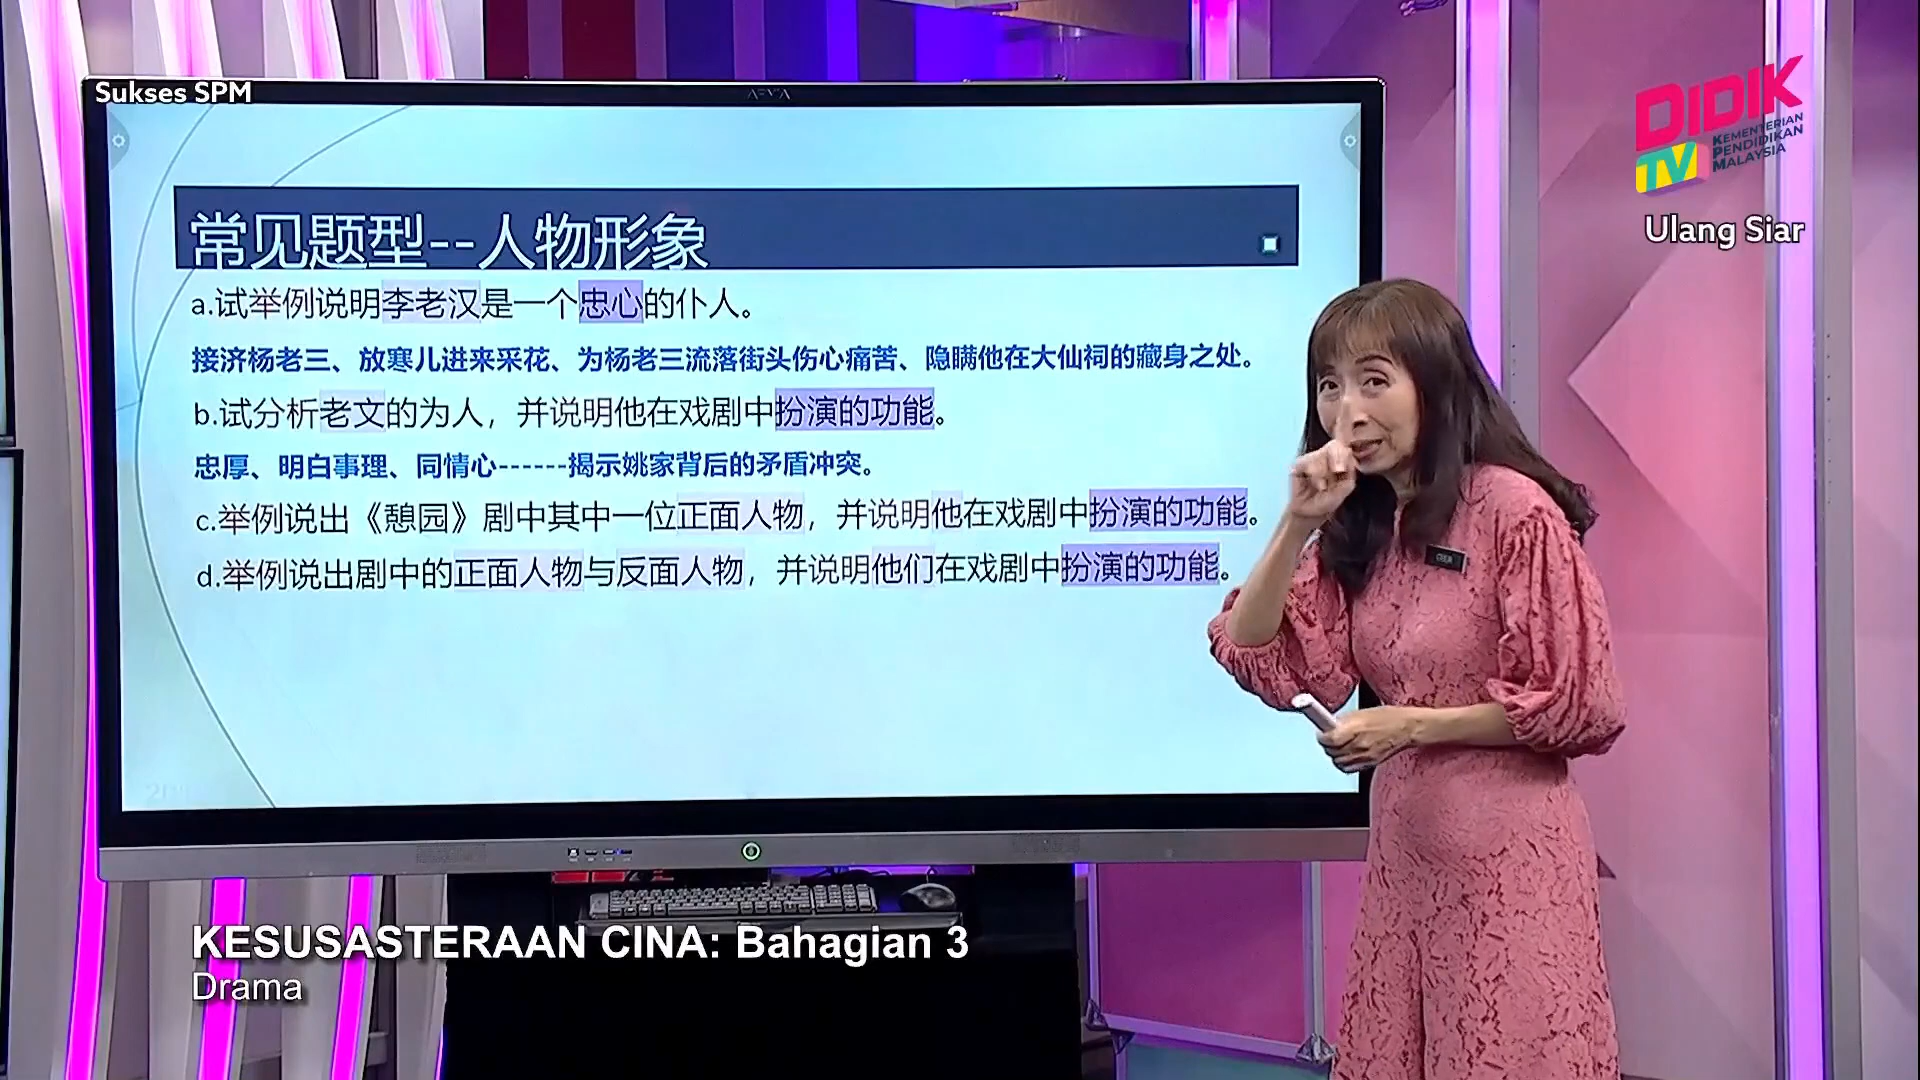 Sukses SPM
DIDIK
TV
KEMENTERIAN
PENDIDIKAN
MALAYSIA
Ulang Siar
常见题型--人物形象
a.试举例说明李老汉是一个忠心的仆人。
接济杨老三、放寒儿进来采花、为杨老三流落街头伤心痛苦、隐瞒他在大仙祠的藏身之处。
b.试分析老文的为人，并说明他在戏剧中扮演的功能。
忠厚、明白事理、同情心------揭示姚家背后的矛盾冲突。
c.举例说出《憩园》剧中其中一位正面人物，并说明他在戏剧中扮演的功能。
d.举例说出剧中的正面人物与反面人物，并说明他们在戏剧中扮演的功能。
KESUSASTERAAN CINA: Bahagian 3
Drama